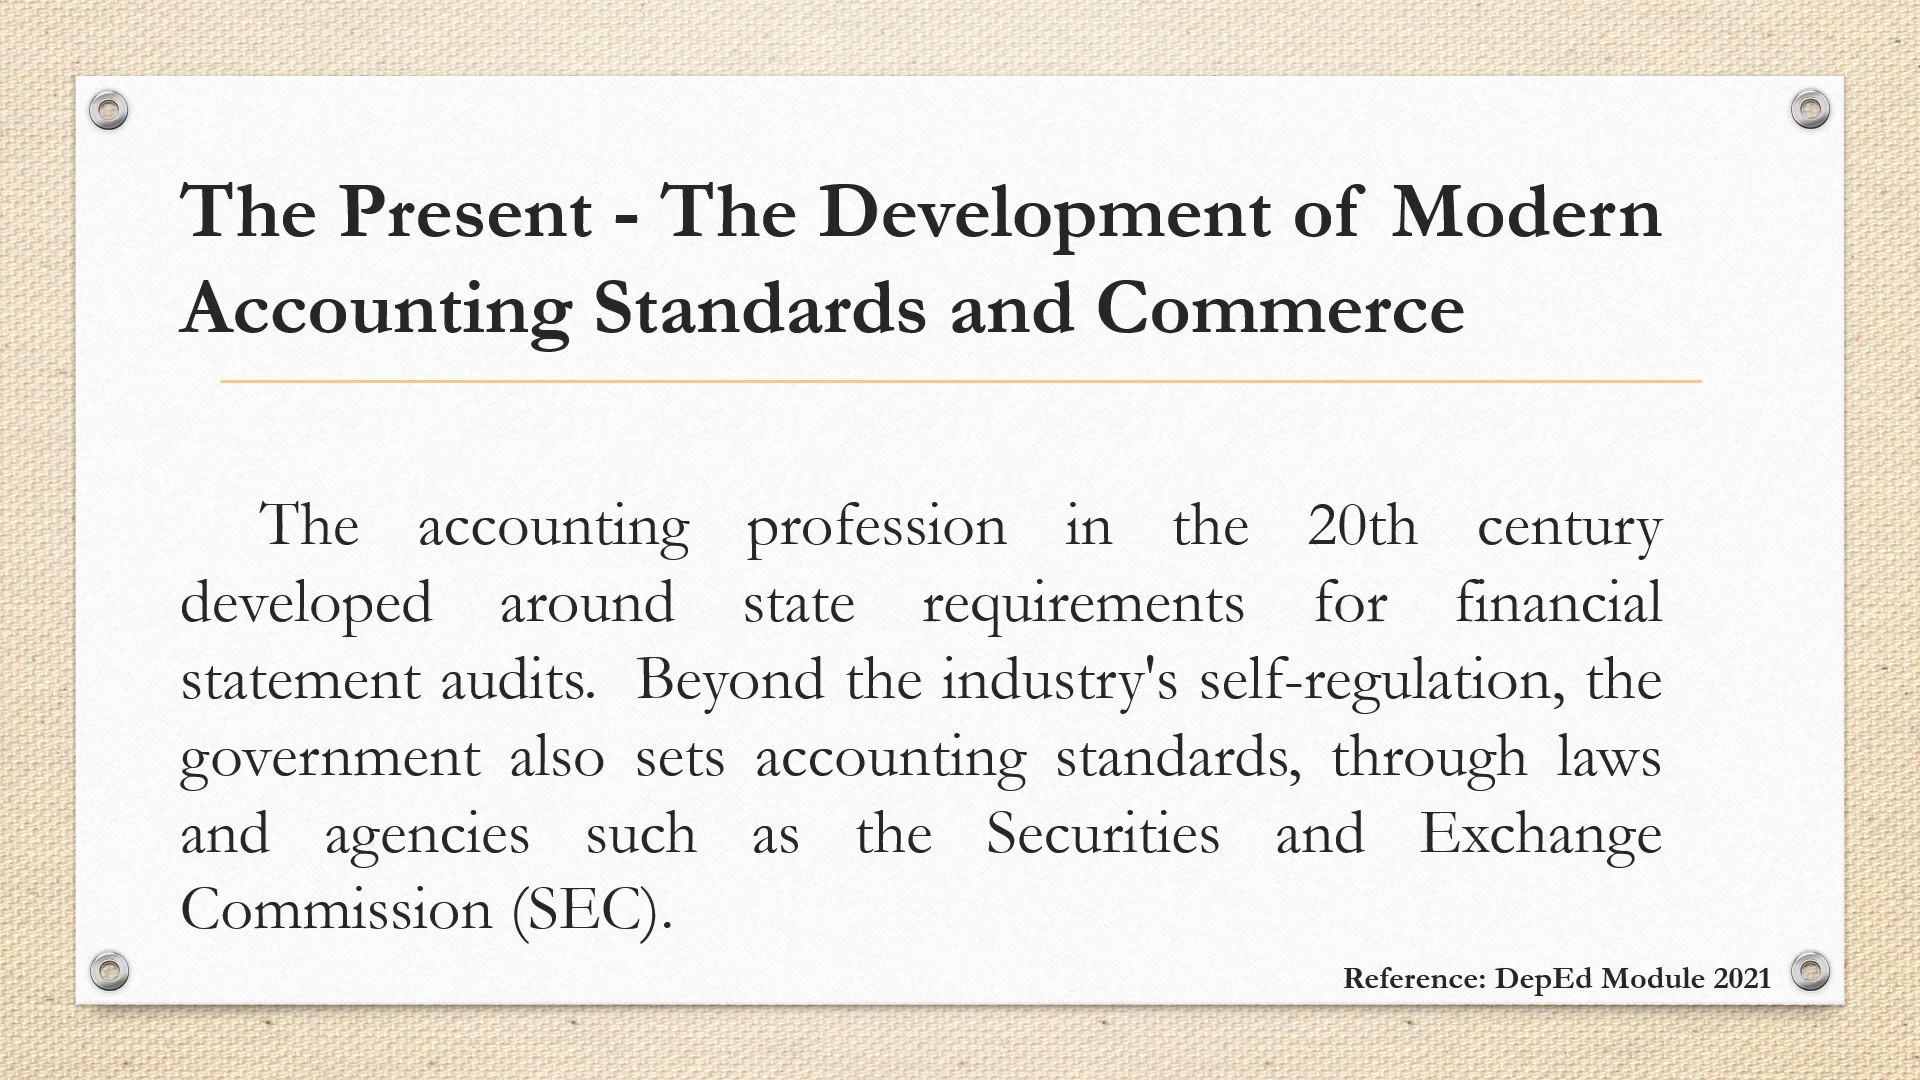 The Present - The Development of Modern
Accounting Standards and Commerce
The accounting profession in the 20th century
developed around state requirements for financial
statement audits.  Beyond the industry's self-regulation, the
government also sets accounting standards, through laws
and agencies such as the Securities and Exchange
Commission (SEC).
Reference: DepEd Module 2021